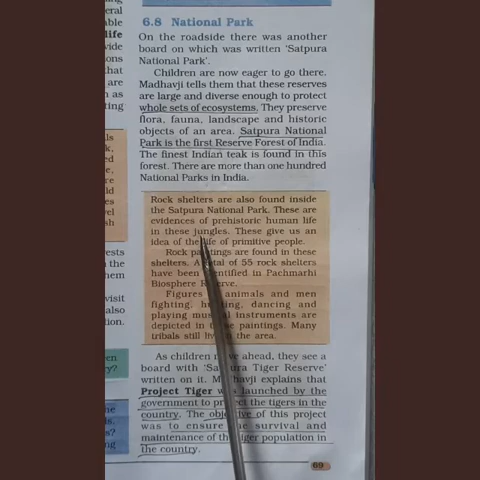 6.8 National Park
On the roadside there was another
board on which was written 'Satpura
National Park'.
Children are now eager to go there.
Madhavji tells them that these reserves
are large and diverse enough to protect
whole sets of ecosystems. They preserve
flora, fauna, landscape and historic
objects of an area. Satpura National
Park is the first Reserve Forest of India.
The finest Indian teak is found in this
forest. There are more than one hundred
National Parks in India.
Rock shelters are also found inside
the Satpura National Park. These are
evidences of prehistoric human life
in these jungles. These give us an
idea of the life of primitive people.
Rock paintings are found in these
shelters. A total of 55 rock shelters
have been identified in Pachmarhi
Biosphere Reserve.
Figures of animals and men
fighting, hunting, dancing and
playing musical instruments are
depicted in these paintings. Many
tribals still live in the area.
As children move ahead, they see a
board with 'Satpura Tiger Reserve'
written on it. Madhavji explains that
Project Tiger was launched by the
government to protect the tigers in the
country. The objective of this project
was to ensure the survival and
maintenance of the tiger population in
the country.
69